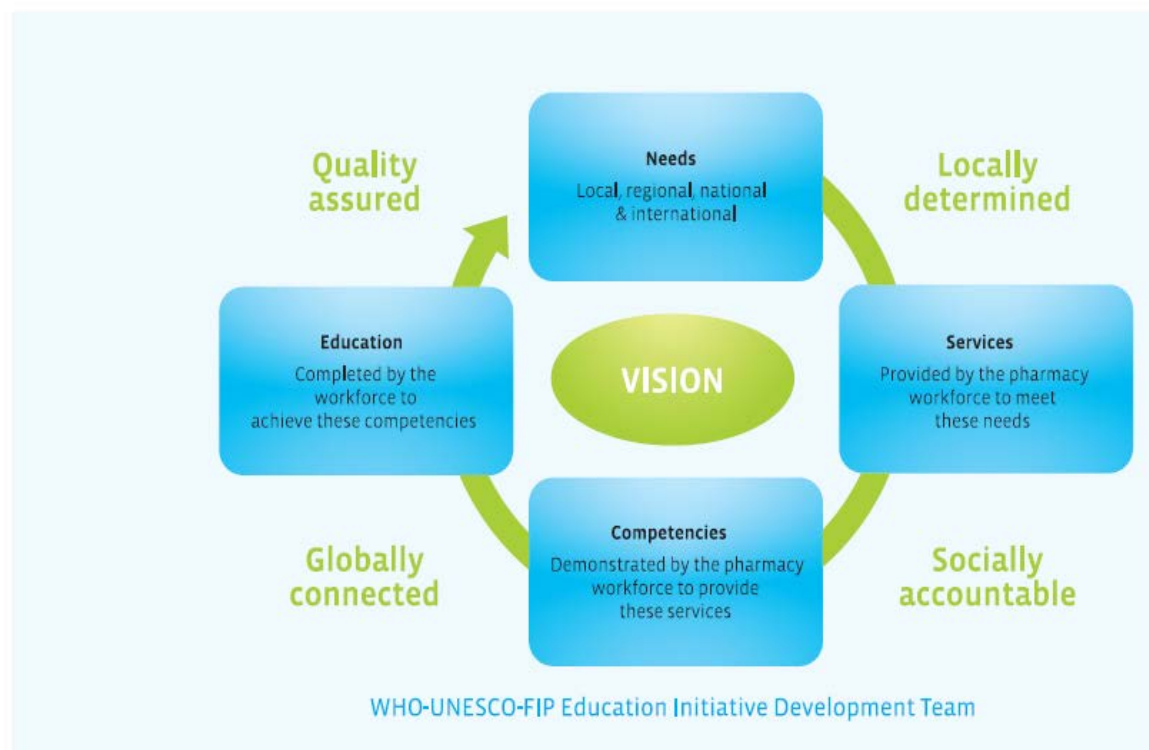 Quality
assured
Needs
Local, regional, national
& international
Locally
determined
Education
Completed by the
workforce to
achieve these competencies
VISION
Services
Provided by the pharmacy
workforce to meet
these needs
Globally
connected
Competencies
Demonstrated by the pharmacy
workforce to provide
these services
Socially
accountable
WHO-UNESCO-FIP Education Initiative Development Team